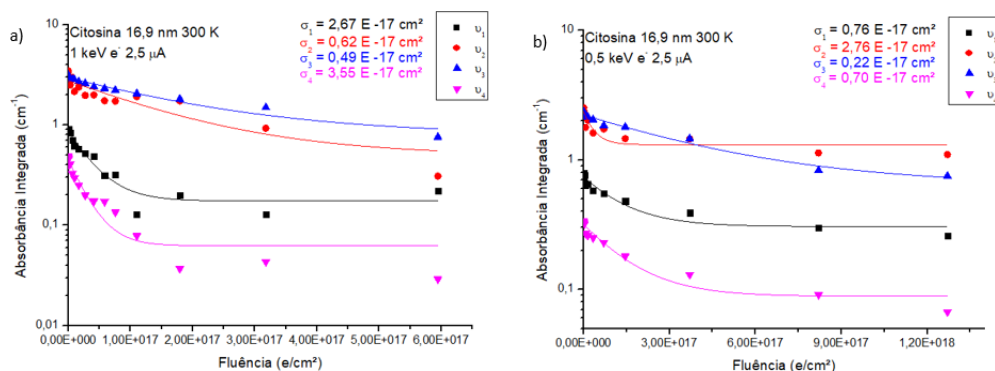 a)
Citosina 16,9 nm 300 K
1 keV e⁻ 2,5 µA
σ₁ = 2,67 E -17 cm²
σ₂ = 0,62 E -17 cm²
σ₃ = 0,49 E -17 cm²
σ₄ = 3,55 E -17 cm²
υ₁
υ₂
υ₃
υ₄
Absorbância Integrada (cm⁻¹)
10
1
0,1
0,01
0,00E+000 1,00E+017 2,00E+017 3,00E+017 4,00E+017 5,00E+017 6,00E+017
Fluência (e/cm²)
b)
Citosina 16,9 nm 300 K
0,5 keV e⁻ 2,5 µA
σ₁ = 0,76 E -17 cm²
σ₂ = 2,76 E -17 cm²
σ₃ = 0,22 E -17 cm²
σ₄ = 0,70 E -17 cm²
υ₃
υ₄
Absorbância Integrada (cm⁻¹)
10
1
0,1
0,00E+000 3,00E+017 6,00E+017 9,00E+017 1,20E+018
Fluência (e/cm²)